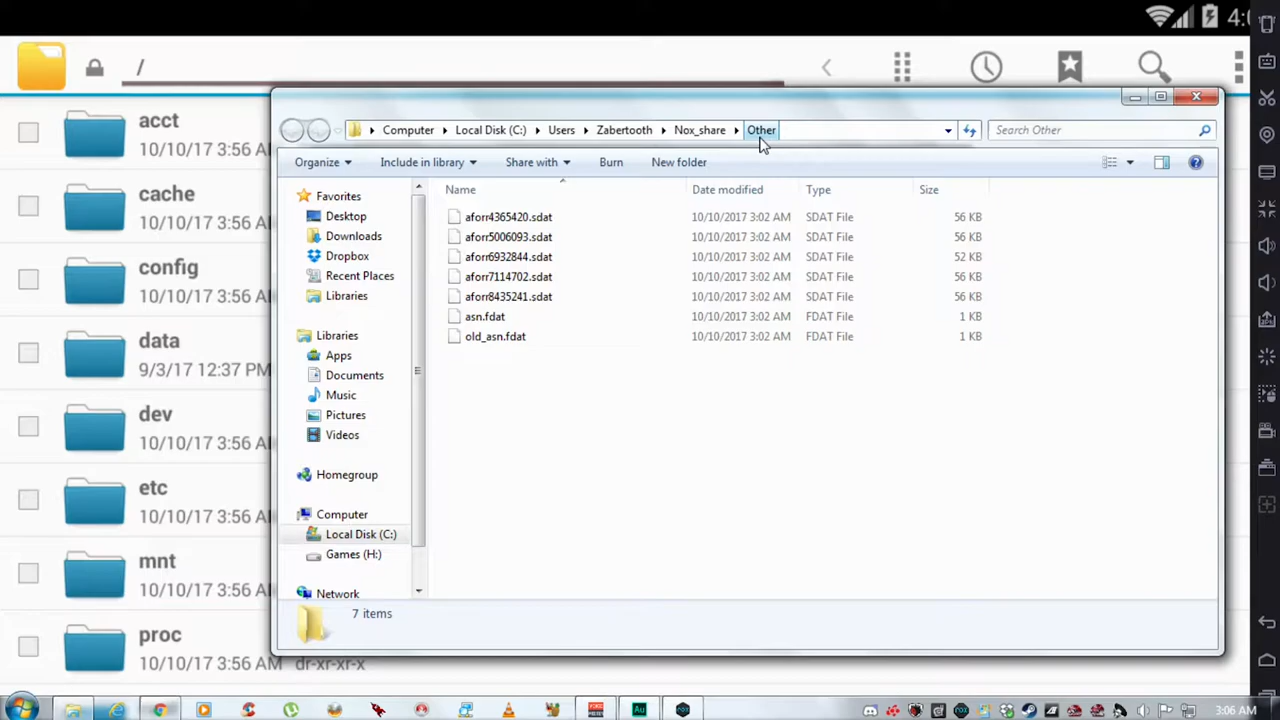 4:0
/
acct
10/10/17 3:56 A
cache
10/10/17 3:56 A
config
10/10/17 3:56 A
data
9/3/17 12:37 PM
dev
10/10/17 3:56 A
etc
10/10/17 3:56 A
mnt
10/10/17 3:56 A
proc
10/10/17 3:56 AM dr-xr-xr-x
Computer Local Disk (C:) Users Zabertooth Nox_share Other
Search Other
Organize Include in library Share with Burn New folder
Favorites
Desktop
Downloads
Dropbox
Recent Places
Libraries
Libraries
Apps
Documents
Music
Pictures
Videos
Homegroup
Computer
Local Disk (C:)
Games (H:)
Network
Name Date modified Type Size
aforr4365420.sdat 10/10/2017 3:02 AM SDAT File 56 KB
aforr5006093.sdat 10/10/2017 3:02 AM SDAT File 56 KB
aforr6932844.sdat 10/10/2017 3:02 AM SDAT File 52 KB
aforr7114702.sdat 10/10/2017 3:02 AM SDAT File 56 KB
aforr8435241.sdat 10/10/2017 3:02 AM SDAT File 56 KB
asn.fdat 10/10/2017 3:02 AM FDAT File 1 KB
old_asn.fdat 10/10/2017 3:02 AM FDAT File 1 KB
7 items
Au
3:06 AM